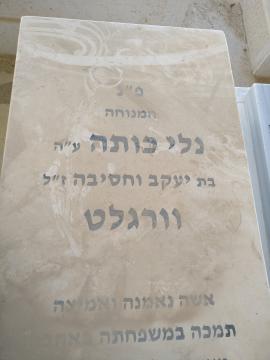 פ״נ
המנוחה
נלי כותה ע״ה
בת יעקב וחסיבה ז״ל
וורגלט
אשה נאמנה ואמיצה
תמכה במשפחתה